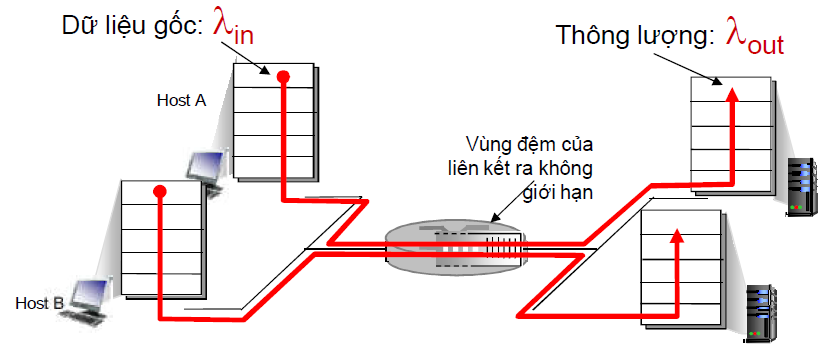 Dữ liệu gốc: λin
Thông lượng: λout
Host A
Vùng đệm của
liên kết ra không
giới hạn
Host B